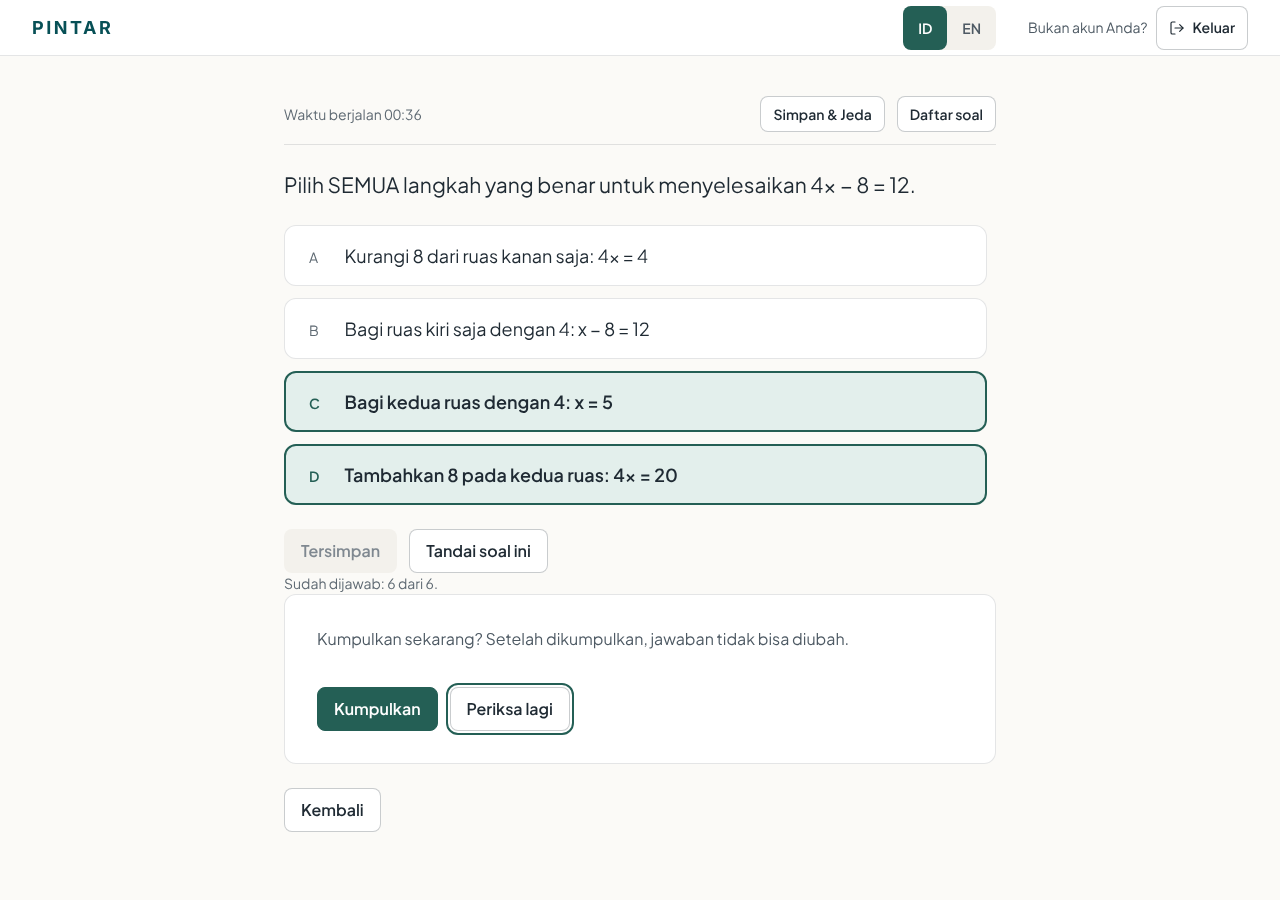 PINTAR
ID EN Bukan akun Anda? Keluar
Waktu berjalan 00:36 Simpan & Jeda Daftar soal
Pilih SEMUA langkah yang benar untuk menyelesaikan 4× − 8 = 12.
A Kurangi 8 dari ruas kanan saja: 4× = 4
B Bagi ruas kiri saja dengan 4: x − 8 = 12
C Bagi kedua ruas dengan 4: x = 5
D Tambahkan 8 pada kedua ruas: 4× = 20
Tersimpan Tandai soal ini
Sudah dijawab: 6 dari 6.
Kumpulkan sekarang? Setelah dikumpulkan, jawaban tidak bisa diubah.
Kumpulkan Periksa lagi
Kembali